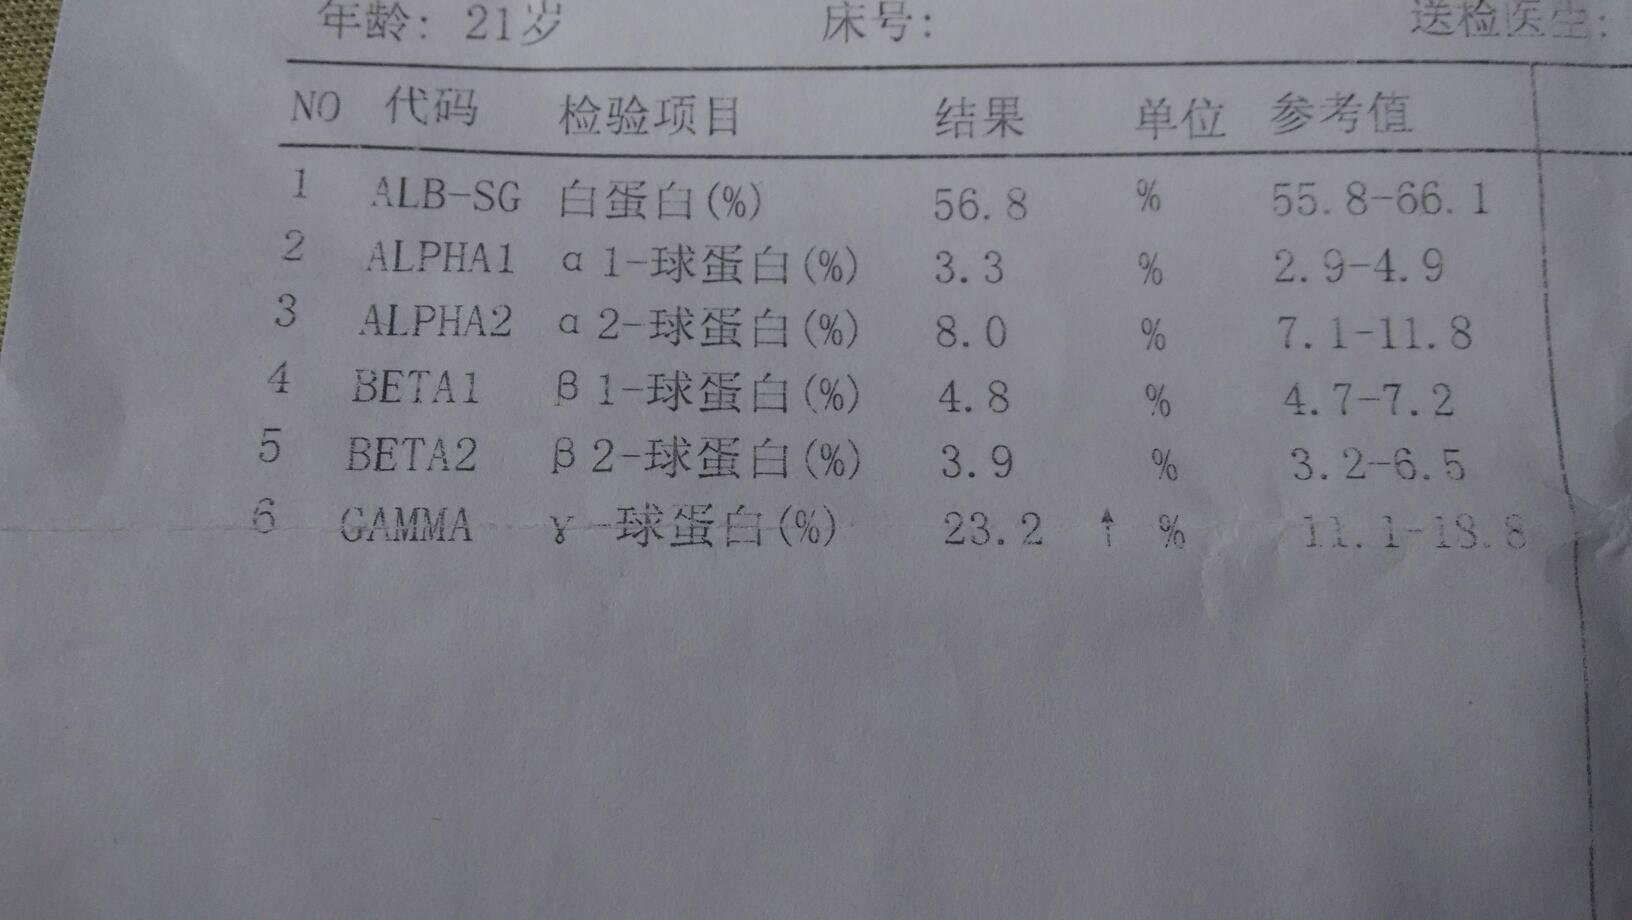 年龄: 21岁 床号: 送检医生:
NO 代码 检验项目 结果 单位 参考值
1 ALB-SG 白蛋白(%) 56.8 % 55.8-66.1
2 ALPHA1 α1-球蛋白(%) 3.3 % 2.9-4.9
3 ALPHA2 α2-球蛋白(%) 8.0 % 7.1-11.8
4 BETA1 β1-球蛋白(%) 4.8 % 4.7-7.2
5 BETA2 β2-球蛋白(%) 3.9 % 3.2-6.5
6 GAMMA γ-球蛋白(%) 23.2 ↑ % 11.1-18.8